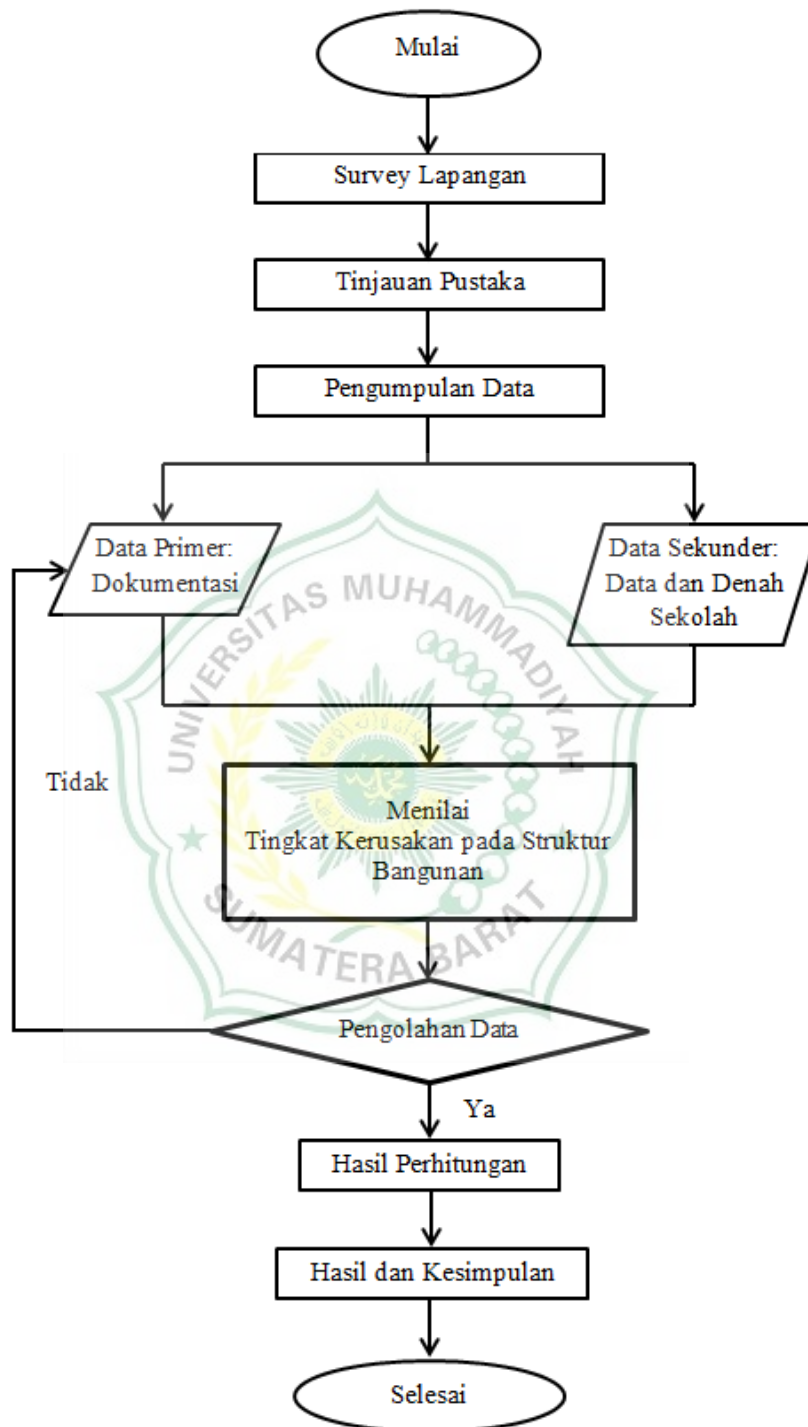 Mulai
Survey Lapangan
Tinjauan Pustaka
Pengumpulan Data
Data Primer:
Dokumentasi
Data Sekunder:
Data dan Denah
Sekolah
UNIVERSITAS MUHAMMADIYAH
Tidak
Menilai
Tingkat Kerusakan pada Struktur
Bangunan
SUMATERA BARAT
Pengolahan Data
Ya
Hasil Perhitungan
Hasil dan Kesimpulan
Selesai